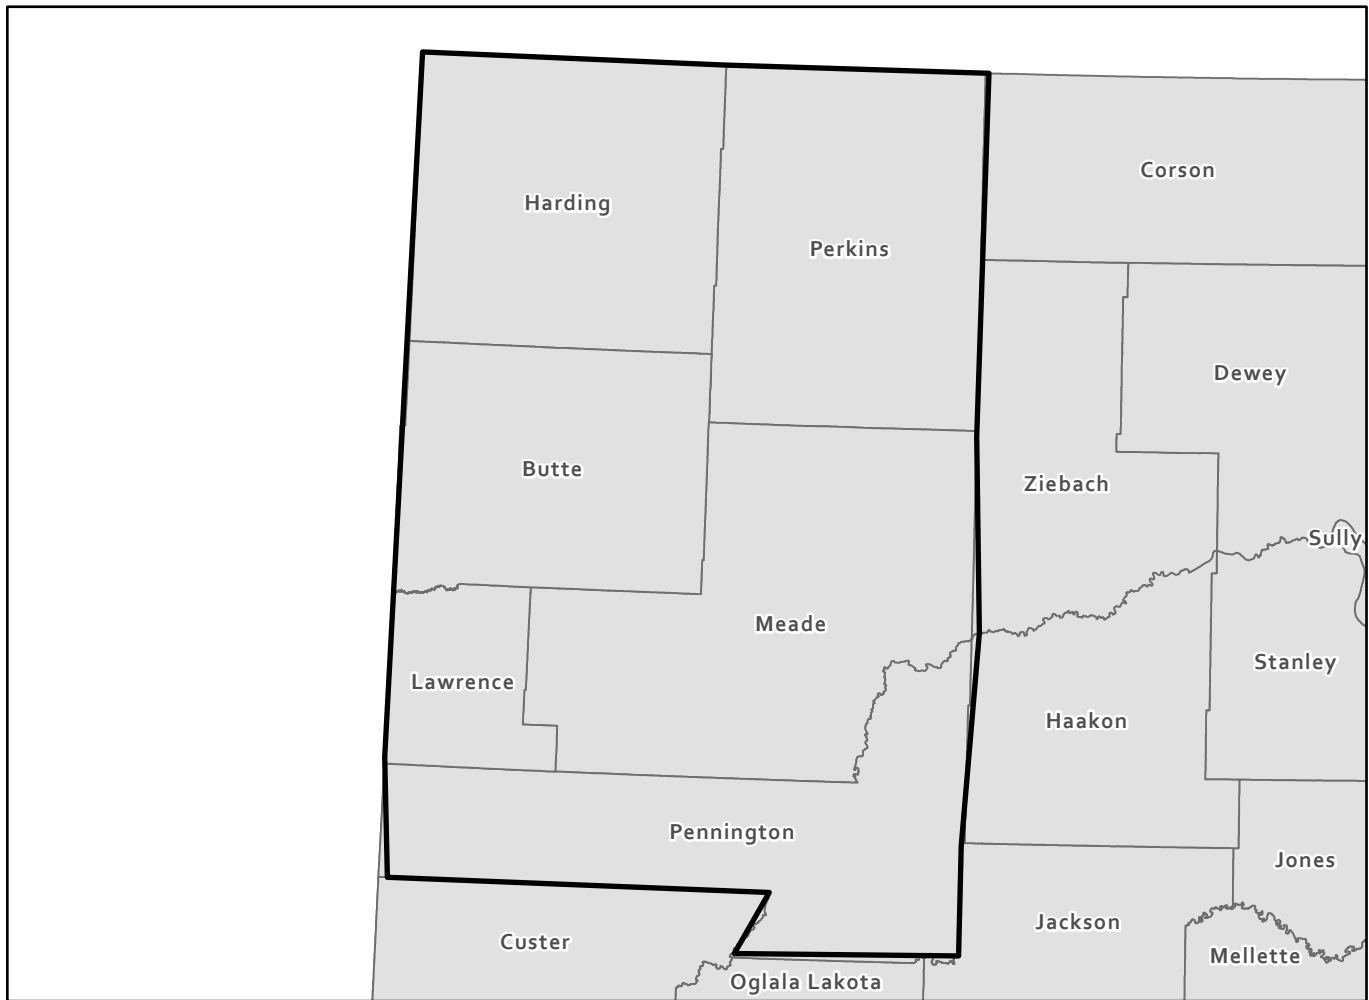 Corson
Harding
Perkins
Dewey
Butte
Ziebach
Sully
Meade
Stanley
Lawrence
Haakon
Pennington
Jones
Jackson
Custer
Mellette
Oglala Lakota